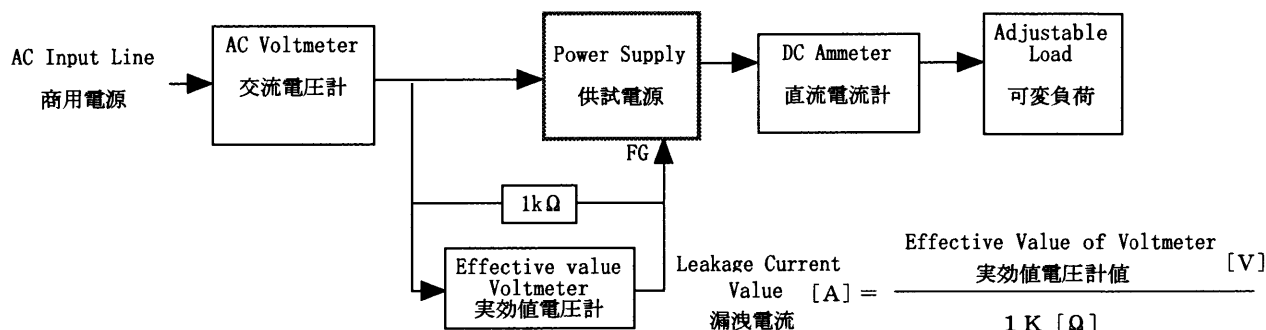 AC Input Line
商用電源
AC Voltmeter
交流電圧計
Power Supply
供試電源
DC Ammeter
直流電流計
Adjustable
Load
可変負荷
FG
1kΩ
Effective value
Voltmeter
実効値電圧計
Leakage Current
Value [A] =
漏洩電流
Effective Value of Voltmeter
実効値電圧計値 [V]
1K [Ω]